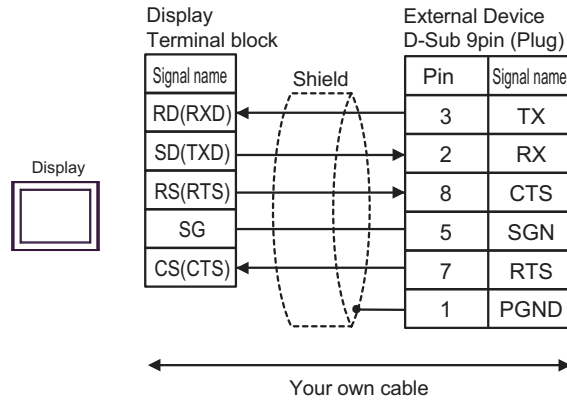 Display
Terminal block
External Device
D-Sub 9pin (Plug)
Signal name
Shield
Pin
Signal name
RD(RXD)
3
TX
SD(TXD)
2
RX
Display
RS(RTS)
8
CTS
SG
5
SGN
CS(CTS)
7
RTS
1
PGND
Your own cable